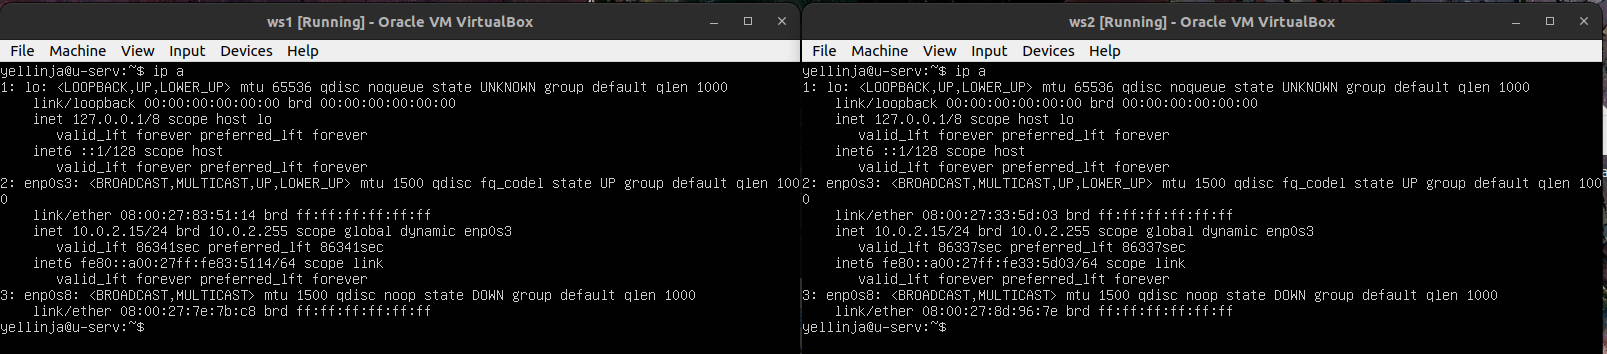 ws1 [Running] - Oracle VM VirtualBox
File Machine View Input Devices Help
yellinja@u-serv:~$ ip a
1: lo: <LOOPBACK,UP,LOWER_UP> mtu 65536 qdisc noqueue state UNKNOWN group default qlen 1000
    link/loopback 00:00:00:00:00:00 brd 00:00:00:00:00:00
    inet 127.0.0.1/8 scope host lo
       valid_lft forever preferred_lft forever
    inet6 ::1/128 scope host
       valid_lft forever preferred_lft forever
2: enp0s3: <BROADCAST,MULTICAST,UP,LOWER_UP> mtu 1500 qdisc fq_codel state UP group default qlen 100
0
    link/ether 08:00:27:83:51:14 brd ff:ff:ff:ff:ff:ff
    inet 10.0.2.15/24 brd 10.0.2.255 scope global dynamic enp0s3
       valid_lft 86341sec preferred_lft 86341sec
    inet6 fe80::a00:27ff:fe83:5114/64 scope link
       valid_lft forever preferred_lft forever
3: enp0s8: <BROADCAST,MULTICAST> mtu 1500 qdisc noop state DOWN group default qlen 1000
    link/ether 08:00:27:7e:7b:c8 brd ff:ff:ff:ff:ff:ff
yellinja@u-serv:~$
ws2 [Running] - Oracle VM VirtualBox
File Machine View Input Devices Help
yellinja@u-serv:~$ ip a
1: lo: <LOOPBACK,UP,LOWER_UP> mtu 65536 qdisc noqueue state UNKNOWN group default qlen 1000
    link/loopback 00:00:00:00:00:00 brd 00:00:00:00:00:00
    inet 127.0.0.1/8 scope host lo
       valid_lft forever preferred_lft forever
    inet6 ::1/128 scope host
       valid_lft forever preferred_lft forever
2: enp0s3: <BROADCAST,MULTICAST,UP,LOWER_UP> mtu 1500 qdisc fq_codel state UP group default qlen 100
0
    link/ether 08:00:27:33:5d:03 brd ff:ff:ff:ff:ff:ff
    inet 10.0.2.15/24 brd 10.0.2.255 scope global dynamic enp0s3
       valid_lft 86337sec preferred_lft 86337sec
    inet6 fe80::a00:27ff:fe33:5d03/64 scope link
       valid_lft forever preferred_lft forever
3: enp0s8: <BROADCAST,MULTICAST> mtu 1500 qdisc noop state DOWN group default qlen 1000
    link/ether 08:00:27:8d:96:7e brd ff:ff:ff:ff:ff:ff
yellinja@u-serv:~$